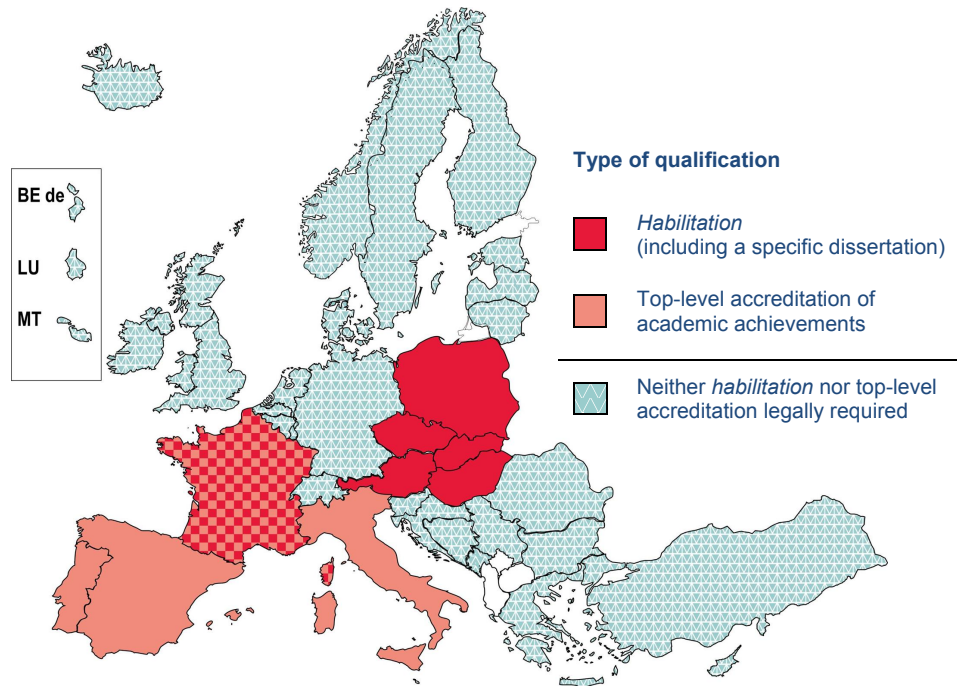 BE de
LU
MT
Type of qualification
Habilitation
(including a specific dissertation)
Top-level accreditation of
academic achievements
Neither habilitation nor top-level
accreditation legally required